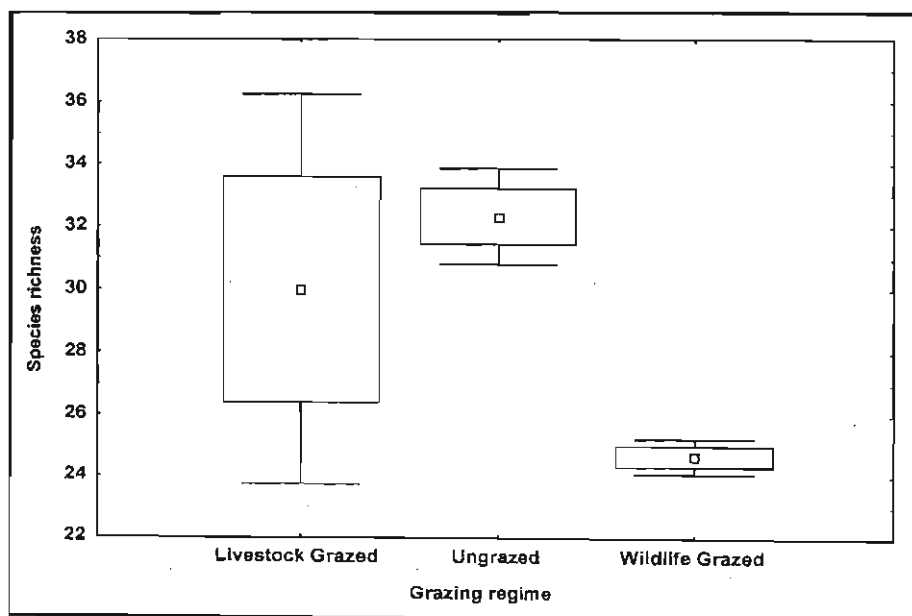 38
36
34
32
30
28
26
24
22
Species richness
Livestock Grazed
Ungrazed
Wildlife Grazed
Grazing regime